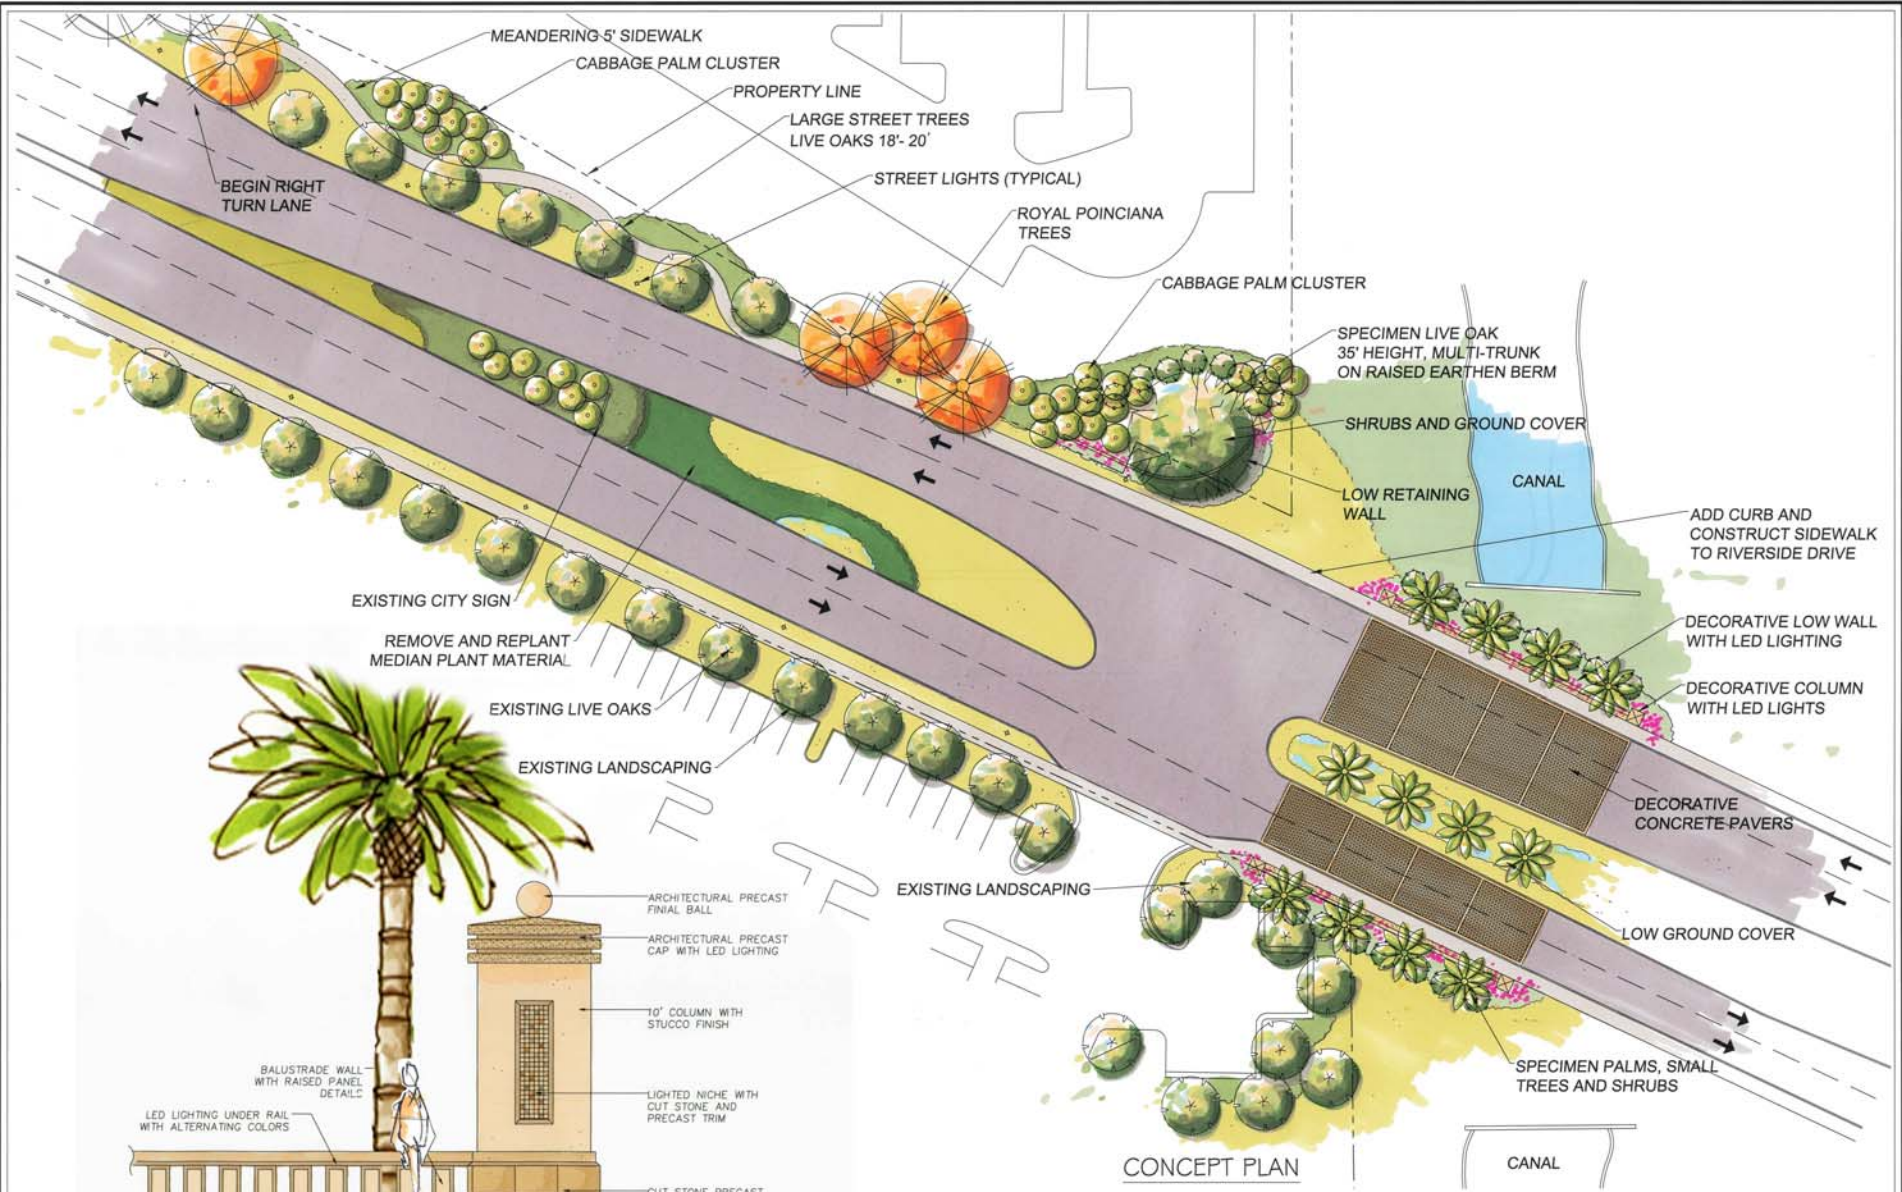 MEANDERING 5' SIDEWALK
CABBAGE PALM CLUSTER
PROPERTY LINE
LARGE STREET TREES
LIVE OAKS 18'- 20'
STREET LIGHTS (TYPICAL)
BEGIN RIGHT
TURN LANE
ROYAL POINCIANA
TREES
CABBAGE PALM CLUSTER
SPECIMEN LIVE OAK
35' HEIGHT, MULTI-TRUNK
ON RAISED EARTHEN BERM
SHRUBS AND GROUND COVER
CANAL
LOW RETAINING
WALL
ADD CURB AND
CONSTRUCT SIDEWALK
TO RIVERSIDE DRIVE
EXISTING CITY SIGN
REMOVE AND REPLANT
MEDIAN PLANT MATERIAL
DECORATIVE LOW WALL
WITH LED LIGHTING
EXISTING LIVE OAKS
DECORATIVE COLUMN
WITH LED LIGHTS
EXISTING LANDSCAPING
DECORATIVE
CONCRETE PAVERS
EXISTING LANDSCAPING
LOW GROUND COVER
ARCHITECTURAL PRECAST
FINIAL BALL
ARCHITECTURAL PRECAST
CAP WITH LED LIGHTING
10' COLUMN WITH
STUCCO FINISH
BALUSTRADE WALL
WITH RAISED PANEL
DETAILS
LED LIGHTING UNDER RAIL
WITH ALTERNATING COLORS
LIGHTED NICHE WITH
CUT STONE AND
PRECAST TRIM
SPECIMEN PALMS, SMALL
TREES AND SHRUBS
CONCEPT PLAN
CANAL
CUT STONE PRECAST